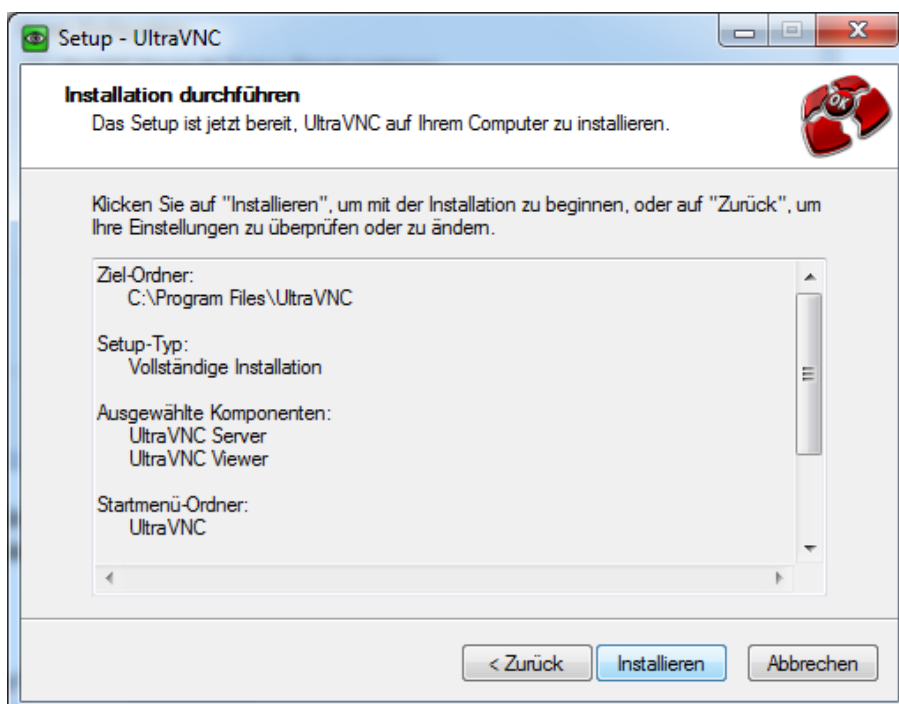 Setup - UltraVNC
Installation durchführen
Das Setup ist jetzt bereit, UltraVNC auf Ihrem Computer zu installieren.
OK
Klicken Sie auf "Installieren", um mit der Installation zu beginnen, oder auf "Zurück", um
Ihre Einstellungen zu überprüfen oder zu ändern.
Ziel-Ordner:
C:\Program Files\UltraVNC
Setup-Typ:
Vollständige Installation
Ausgewählte Komponenten:
UltraVNC Server
UltraVNC Viewer
Startmenü-Ordner:
UltraVNC
< Zurück Installieren Abbrechen